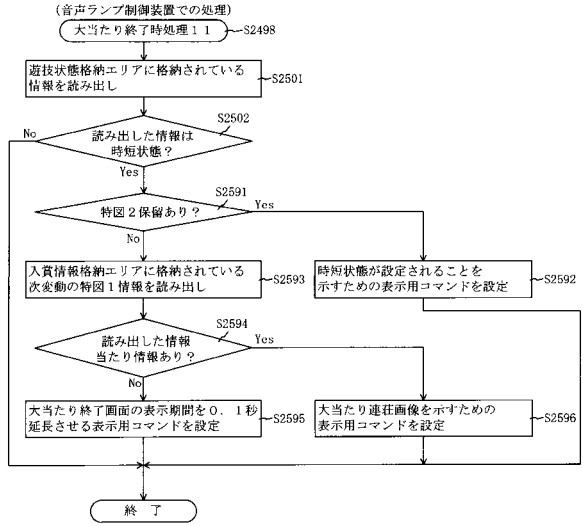 (音声ランプ制御装置での処理)
大当たり終了時処理11
S2498
遊技状態格納エリアに格納されている
情報を読み出し
S2501
S2502
No
読み出した情報は
時短状態?
Yes
S2591
特図2保留あり?
Yes
No
入賞情報格納エリアに格納されている
次変動の特図1情報を読み出し
S2593
時短状態が設定されることを
示すための表示用コマンドを設定
S2592
S2594
読み出した情報
当たり情報あり?
Yes
No
大当たり終了画面の表示期間を0.1秒
延長させる表示用コマンドを設定
S2595
大当たり連荘画像を示すための
表示用コマンドを設定
S2596
終 了